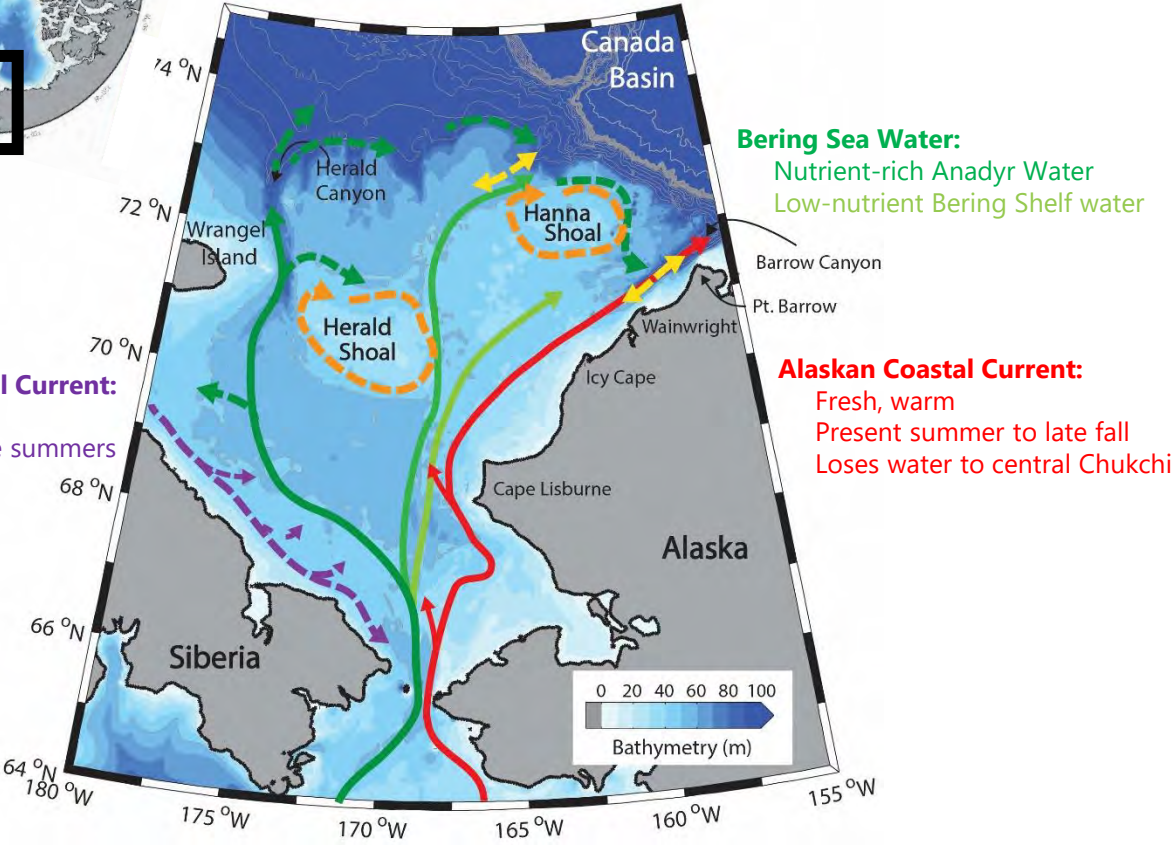 Canada
Basin
'14 °N
Herald
Canyon
72 °N
Hanna
Shoal
Wrangel
Island
Bering Sea Water:
Nutrient-rich Anadyr Water
Low-nutrient Bering Shelf water
Barrow Canyon
Pt. Barrow
Wainwright
Herald
Shoal
70 °N
Icy Cape
l Current:
summers
Alaskan Coastal Current:
Fresh, warm
Present summer to late fall
Loses water to central Chukchi
68 °N
Cape Lisburne
Alaska
66 °N
Siberia
0 20 40 60 80 100
Bathymetry (m)
64 °N
180 °W
175 °W
170 °W
165 °W
160 °W
155 °W